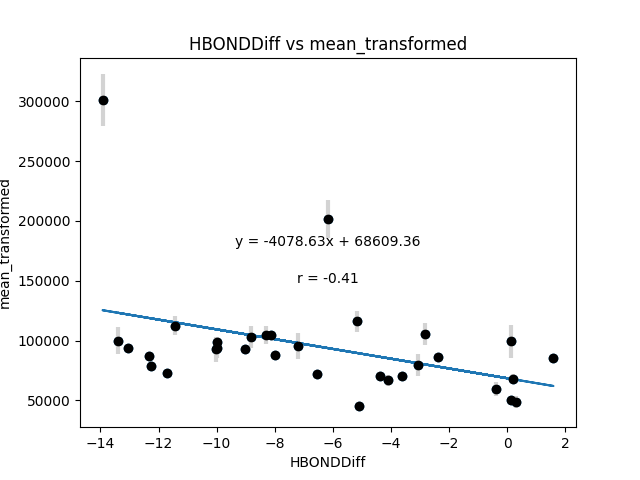 HBONDDiff vs mean_transformed
300000
250000
200000
150000
100000
50000
mean_transformed
y = -4078.63x + 68609.36
r = -0.41
−14 −12 −10 −8 −6 −4 −2 0 2
HBONDDiff